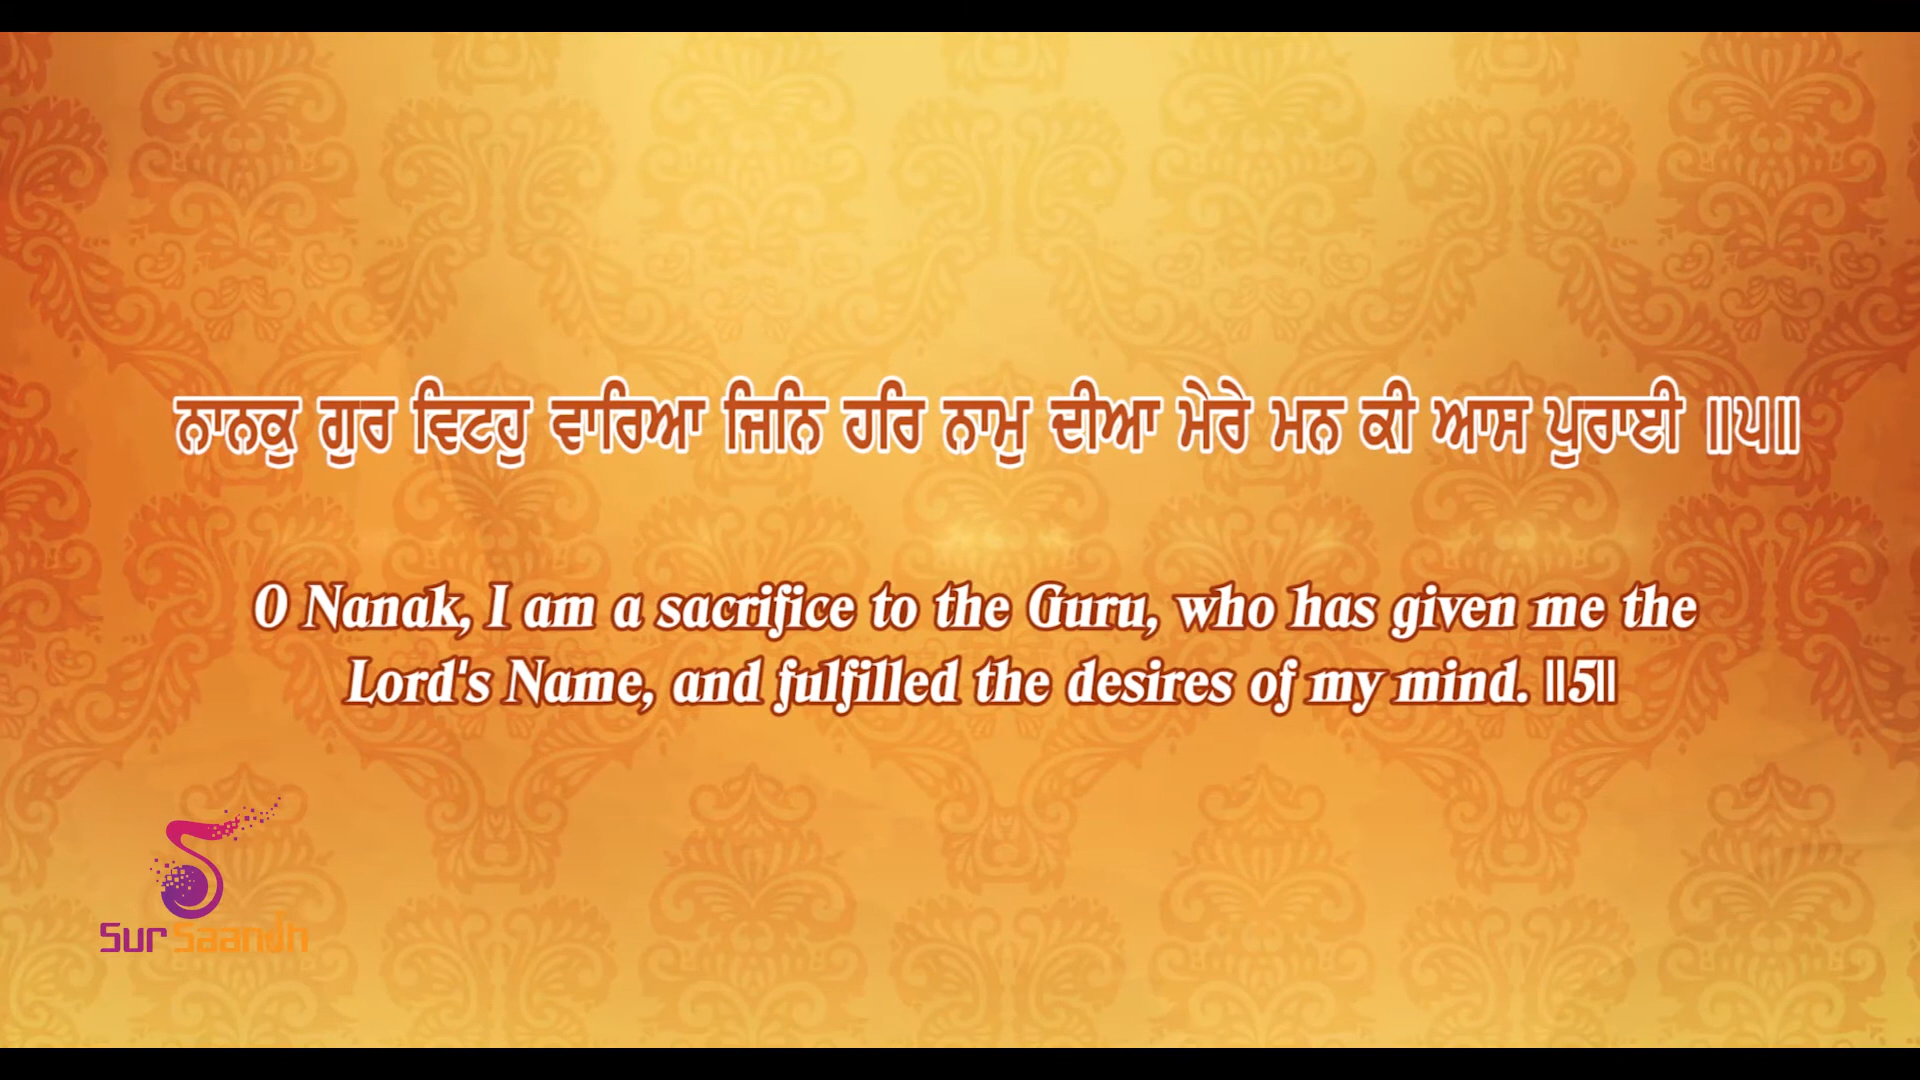 ਨਾਨਕੁ ਗੁਰ ਵਿਟਹੁ ਵਾਰਿਆ ਜਿਨਿ ਹਰਿ ਨਾਮੁ ਦੀਆ ਮੇਰੇ ਮਨ ਕੀ ਆਸ ਪੁਰਾਈ ॥੫॥
O Nanak, I am a sacrifice to the Guru, who has given me the
Lord's Name, and fulfilled the desires of my mind. ॥5॥
Sur Saandh